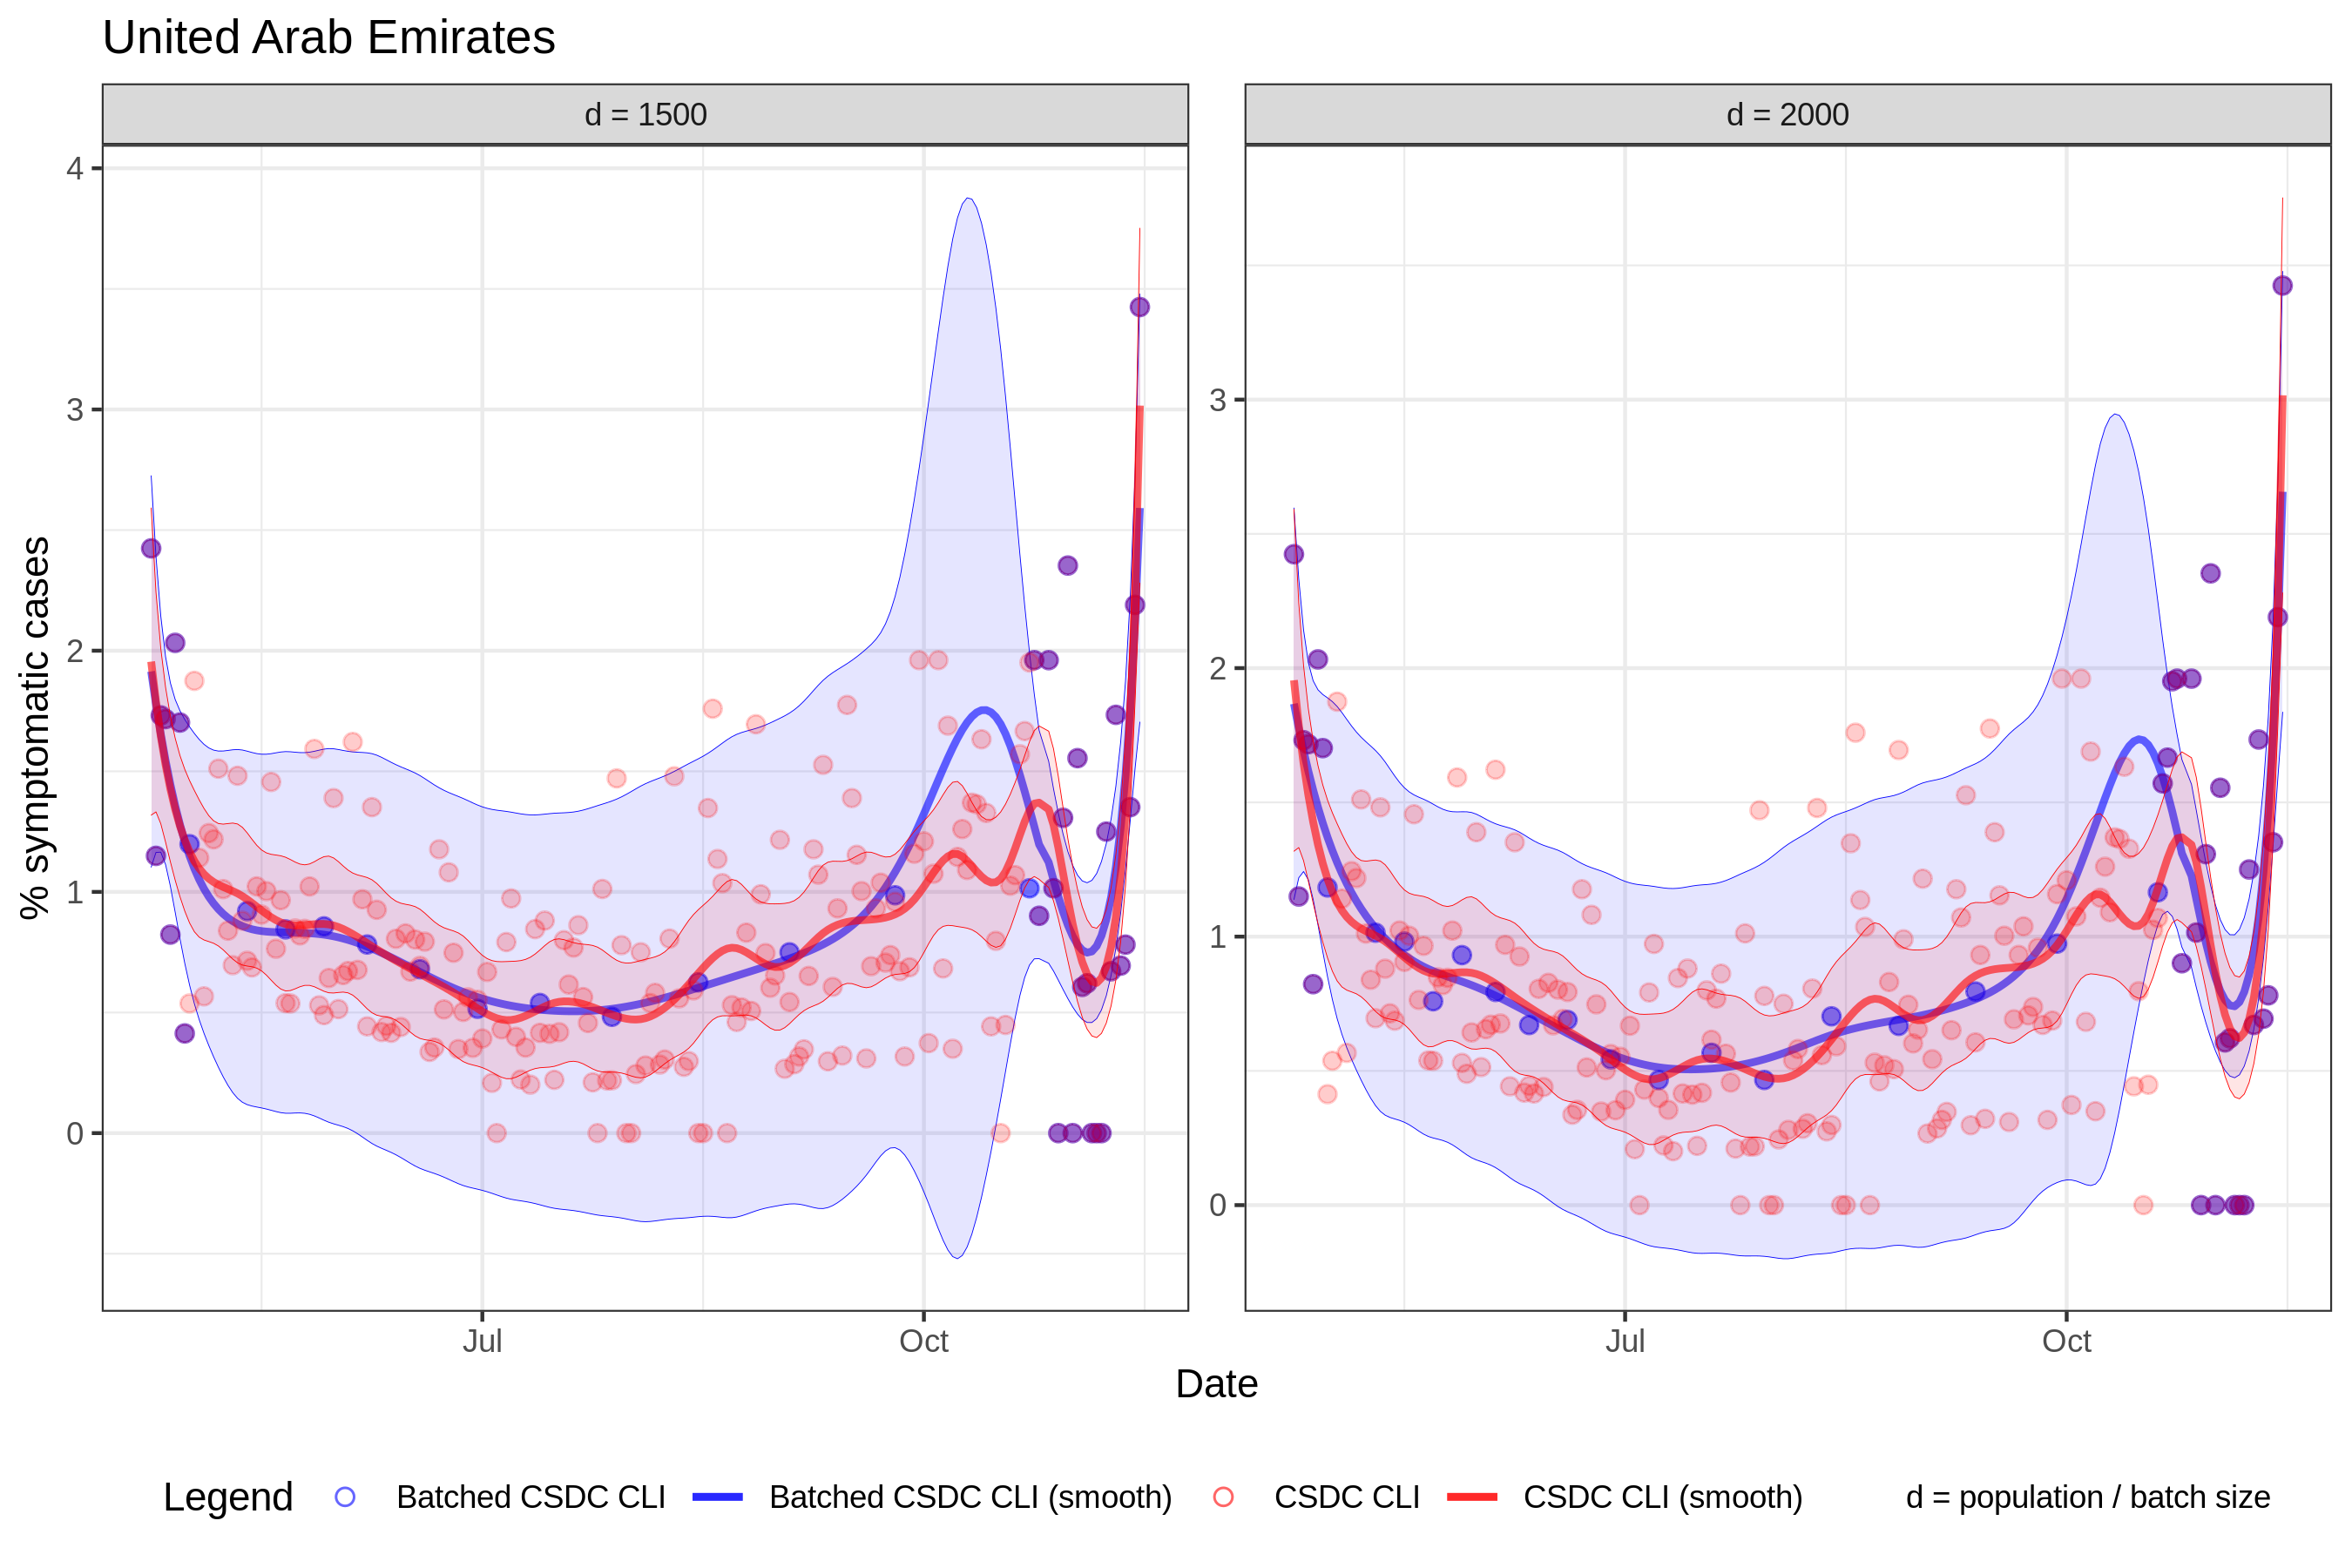 United Arab Emirates
d = 1500
d = 2000
% symptomatic cases
4
3
2
1
0
3
2
1
0
Jul
Oct
Jul
Oct
Date
Legend
Batched CSDC CLI
Batched CSDC CLI (smooth)
CSDC CLI
CSDC CLI (smooth)
d = population / batch size